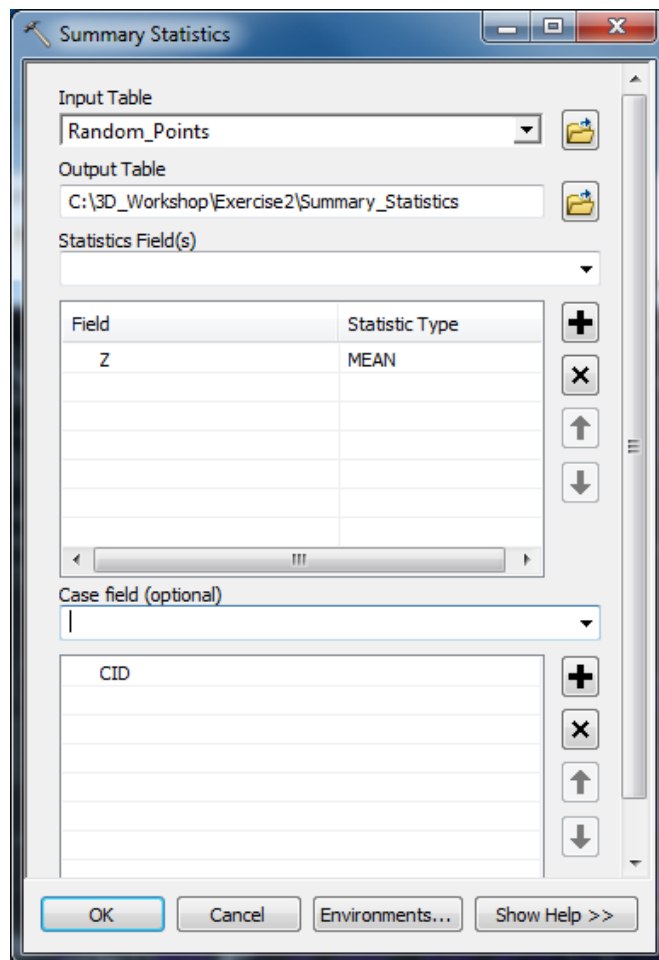 Summary Statistics
Input Table
Random_Points
Output Table
C:\3D_Workshop\Exercise2\Summary_Statistics
Statistics Field(s)
Field Statistic Type
Z MEAN
Case field (optional)
CID
OK Cancel Environments... Show Help >>